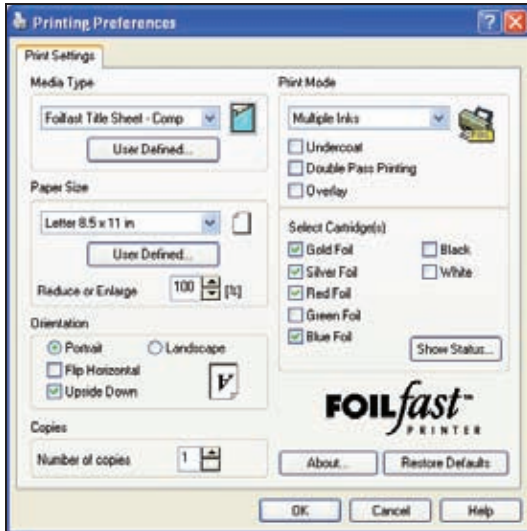 Printing Preferences
Print Settings
Media Type
Foilfast Title Sheet - Comp
User Defined...
Paper Size
Letter 8.5 x 11 in
User Defined...
Reduce or Enlarge 100 [%]
Orientation
Portrait Landscape
Flip Horizontal
Upside Down
Copies
Number of copies 1
Print Mode
Multiple Inks
Undercoat
Double Pass Printing
Overlay
Select Cartridge(s)
Gold Foil Black
Silver Foil White
Red Foil
Green Foil
Blue Foil
Show Status...
FOILfast™
PRINTER
About... Restore Defaults
OK Cancel Help